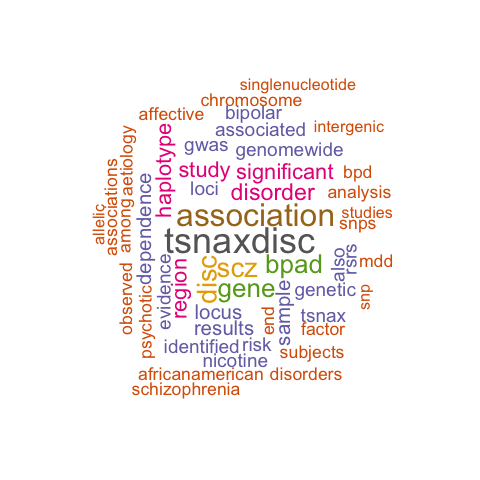 singlenucleotide
chromosome
affective
bipolar
associated
intergenic
gwas
genomewide
haplotype
study
significant
bpd
loci
disorder
analysis
associations
aetiology
allelic
among
dependence
association
studies
snps
tsnaxdisc
also
rsrs
mdd
observed
psychotic
evidence
region
disc
scz
bpad
gene
sample
genetic
snp
locus
end
tsnax
results
factor
identified
risk
subjects
nicotine
africanamerican
disorders
schizophrenia